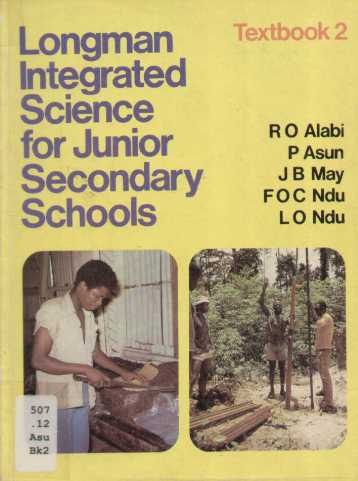 Longman
Integrated
Science
for Junior
Secondary
Schools
Textbook 2
R O Alabi
P Asun
J B May
F O C Ndu
L O Ndu
507
.12
Asu
Bk2